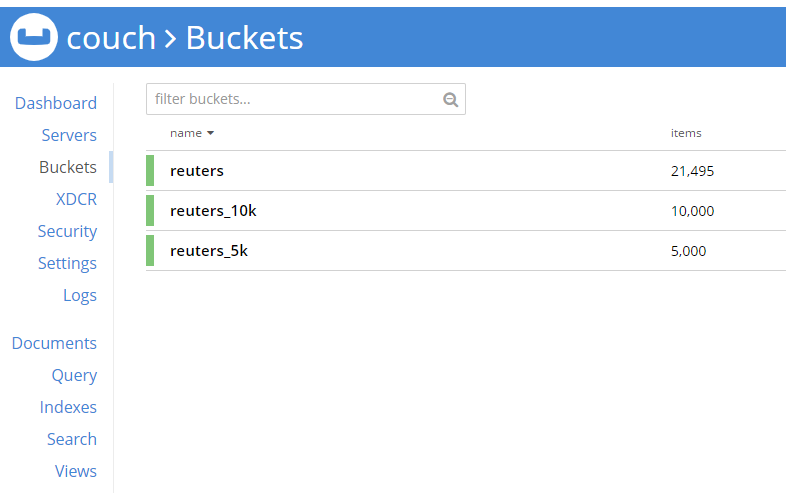 couch > Buckets
Dashboard
Servers
Buckets
XDCR
Security
Settings
Logs
Documents
Query
Indexes
Search
Views
filter buckets...
name items
reuters 21,495
reuters_10k 10,000
reuters_5k 5,000